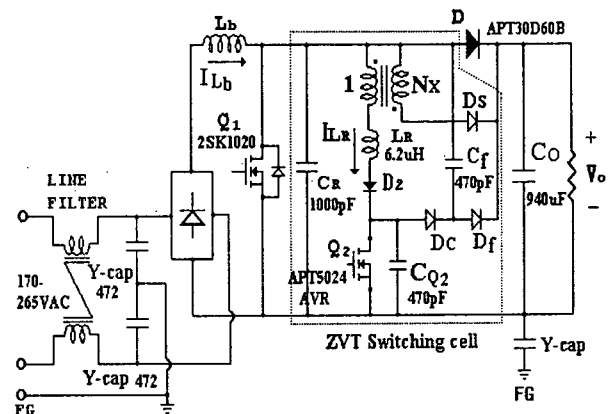 Lb
D
APT30D60B
ILb
1
Nx
Q1
2SK1020
ILR
LR
6.2uH
DS
Cf
470pF
CO
940uF
+
Vo
-
CR
1000pF
D2
LINE
FILTER
DC
Df
Q2
APT5024
AVR
CQ2
470pF
Y-cap
472
170-
265VAC
ZVT Switching cell
Y-cap
Y-cap 472
FG
FG